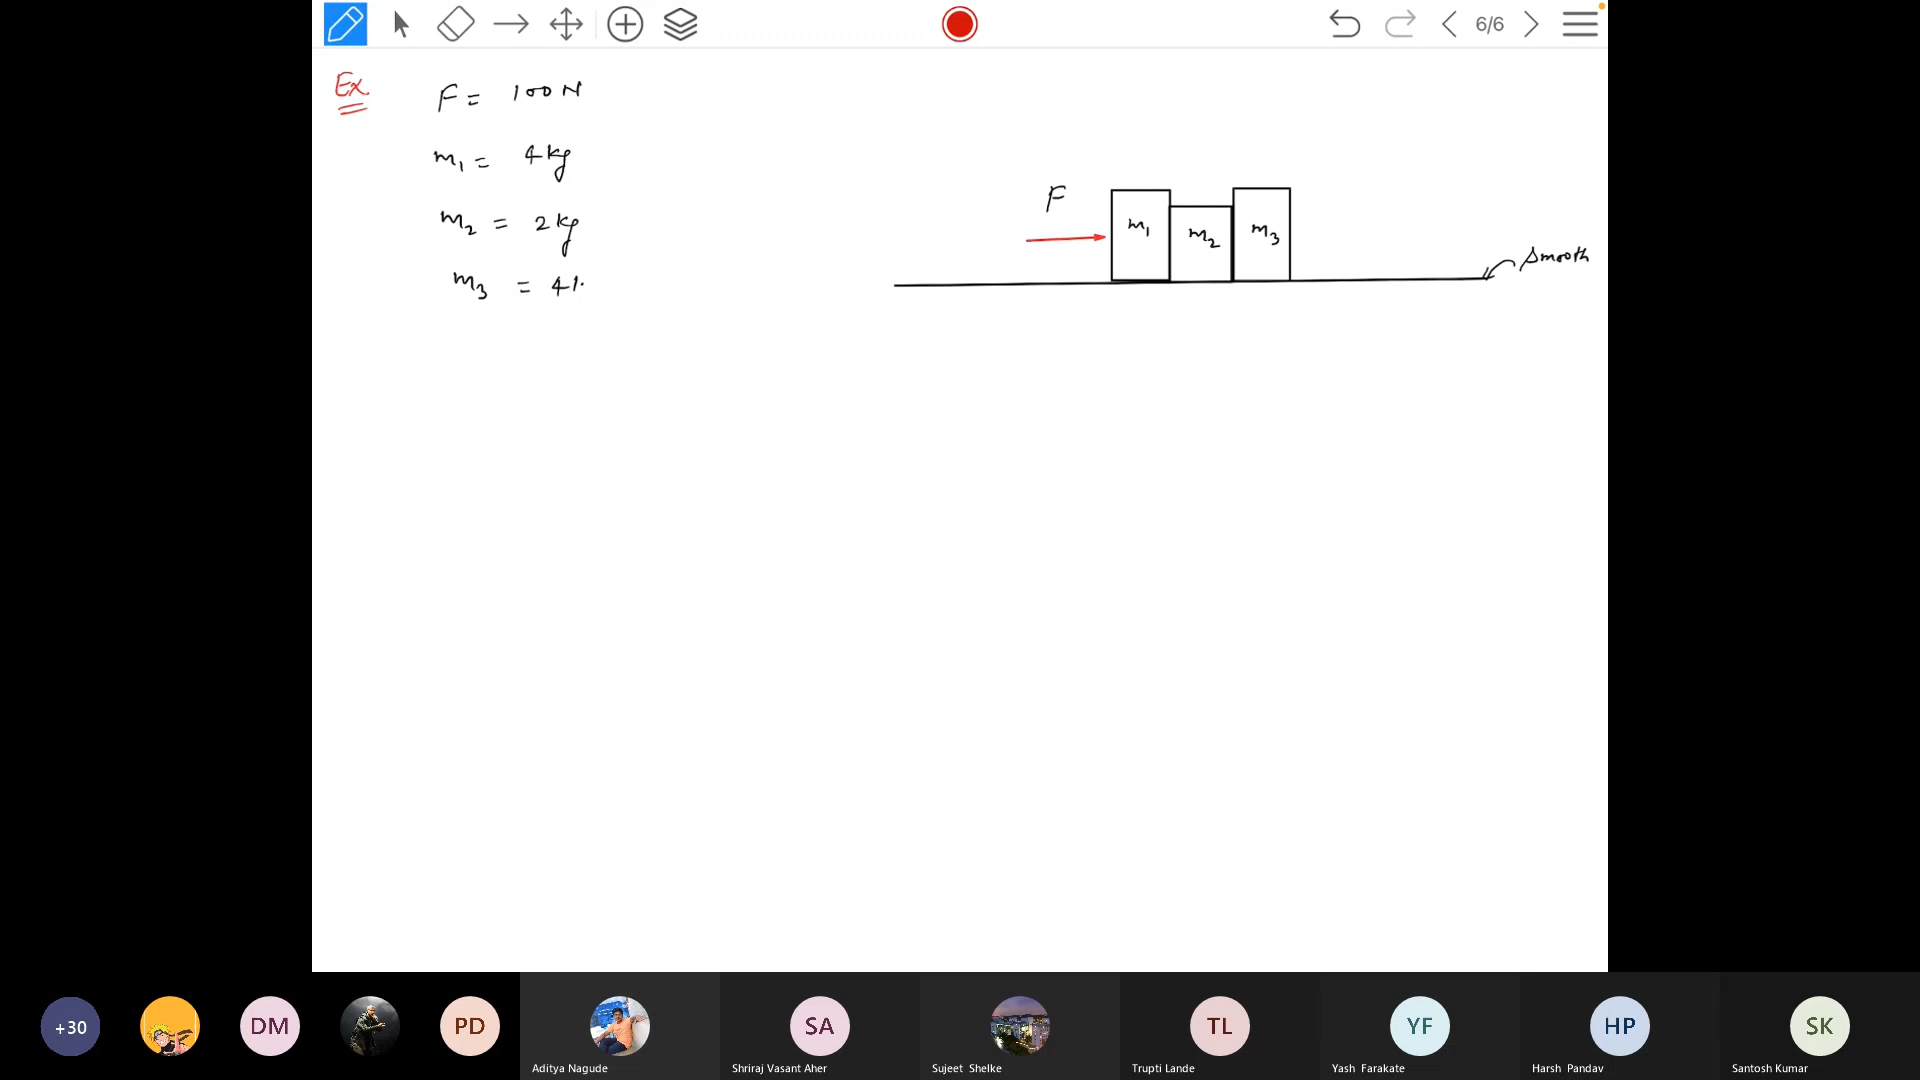 6/6
Ex
F = 100 N
m₁ = 4 kg
m₂ = 2 kg
m₃ = 4 k
F
m₁
m₂
m₃
smooth
+30
DM
PD
SA
TL
YF
HP
SK
Aditya Nagude
Shriraj Vasant Aher
Sujeet Shelke
Trupti Lande
Yash Farakate
Harsh Pandav
Santosh Kumar